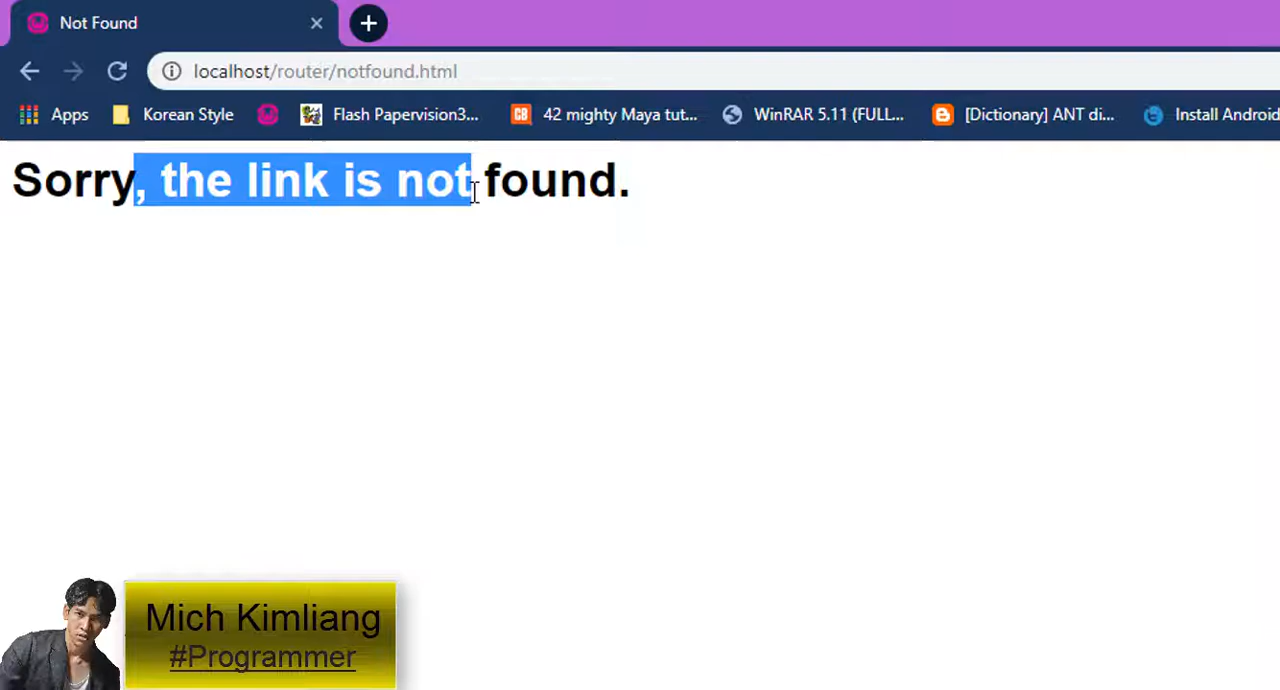 Not Found
localhost/router/notfound.html
Apps Korean Style Flash Papervision3... 42 mighty Maya tut... WinRAR 5.11 (FULL... [Dictionary] ANT di... Install Android
Sorry, the link is not found.
Mich Kimliang
#Programmer